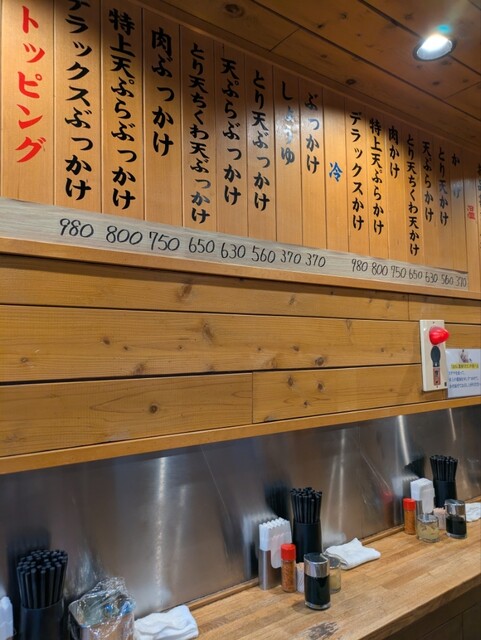 温
かけ
とり天かけ
天ぷらかけ
とり天ちくわ天かけ
肉かけ
特上天ぷらかけ
デラックスかけ
冷
ぶっかけ
しょうゆ
とり天ぶっかけ
天ぷらぶっかけ
とり天ちくわ天ぶっかけ
肉ぶっかけ
特上天ぷらぶっかけ
デラックスぶっかけ
トッピング
980 800 750 650 630 560 370 370 980 800 750 650 630 560 370